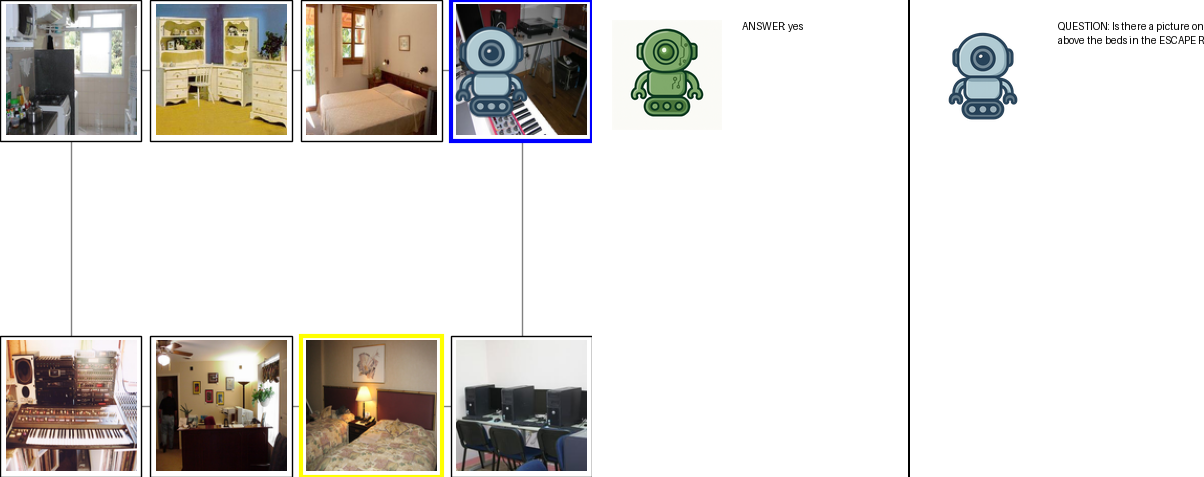 ANSWER: yes
QUESTION: Is there a picture on
above the beds in the ESCAPE